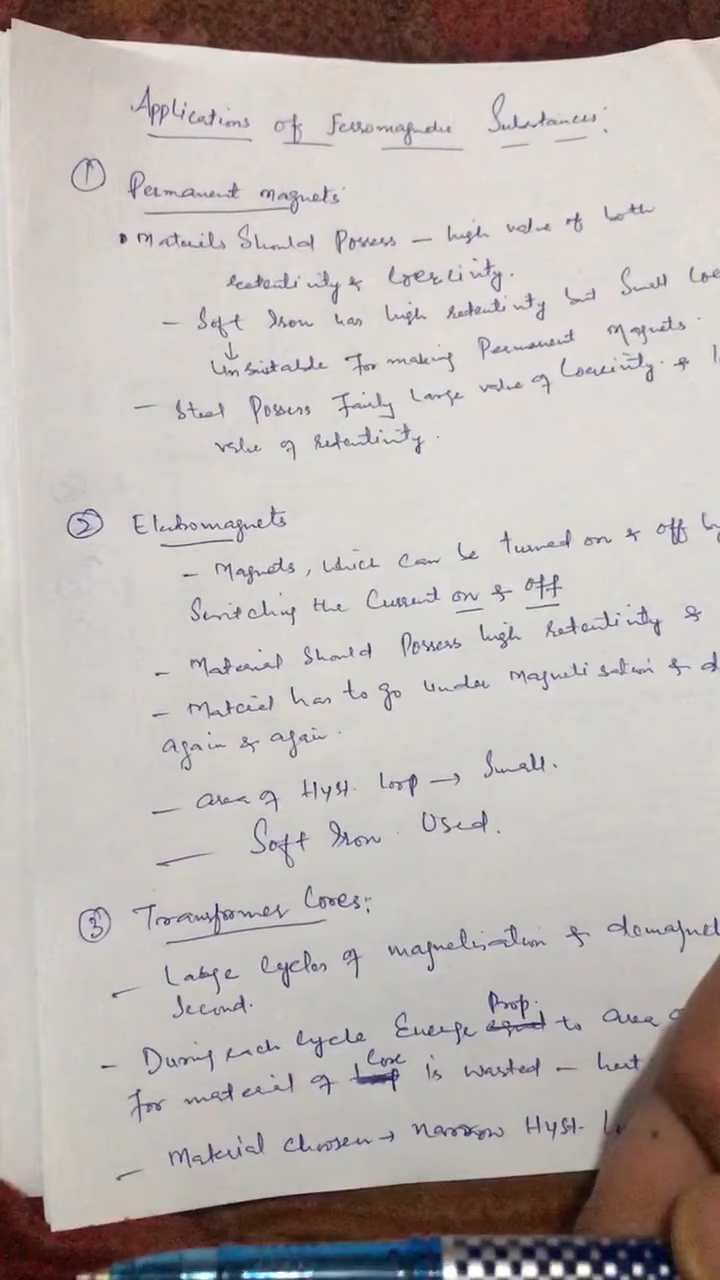 Applications of Ferromagnetic Substances:
① Permanent Magnets
• Materials Should Possess – high value of both
retentivity & Coercivity.
– Soft Iron has high retentivity but Small Coe
↓
Unsuitable For making Permanent Magnets.
– Steel Possess Fairly Large value of Coercivity. &
value of retentivity.
② Electromagnets
– Magnets, which can be turned on & off by
Switching the Current on & off
– Material Should Possess high retentivity &
– Material has to go Under Magnetisation & d
again & again.
– area of Hyst. loop → Small.
– Soft Iron Used.
③ Transformer Cores:
– Large Cycles of magnetisation & demagnet
Second.
– During each Cycle Energe Prop. to area
For material of Core is wasted – heat
– Material choosen → narrow Hyst. L